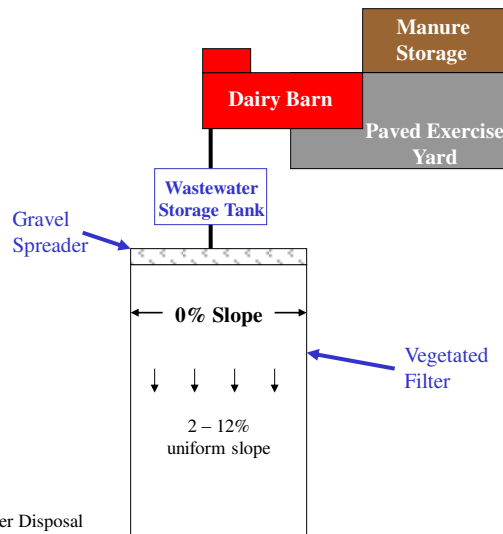 Manure
Storage
Dairy Barn
Paved Exercise
Yard
Wastewater
Storage Tank
Gravel
Spreader
0% Slope
Vegetated
Filter
2 – 12%
uniform slope
er Disposal